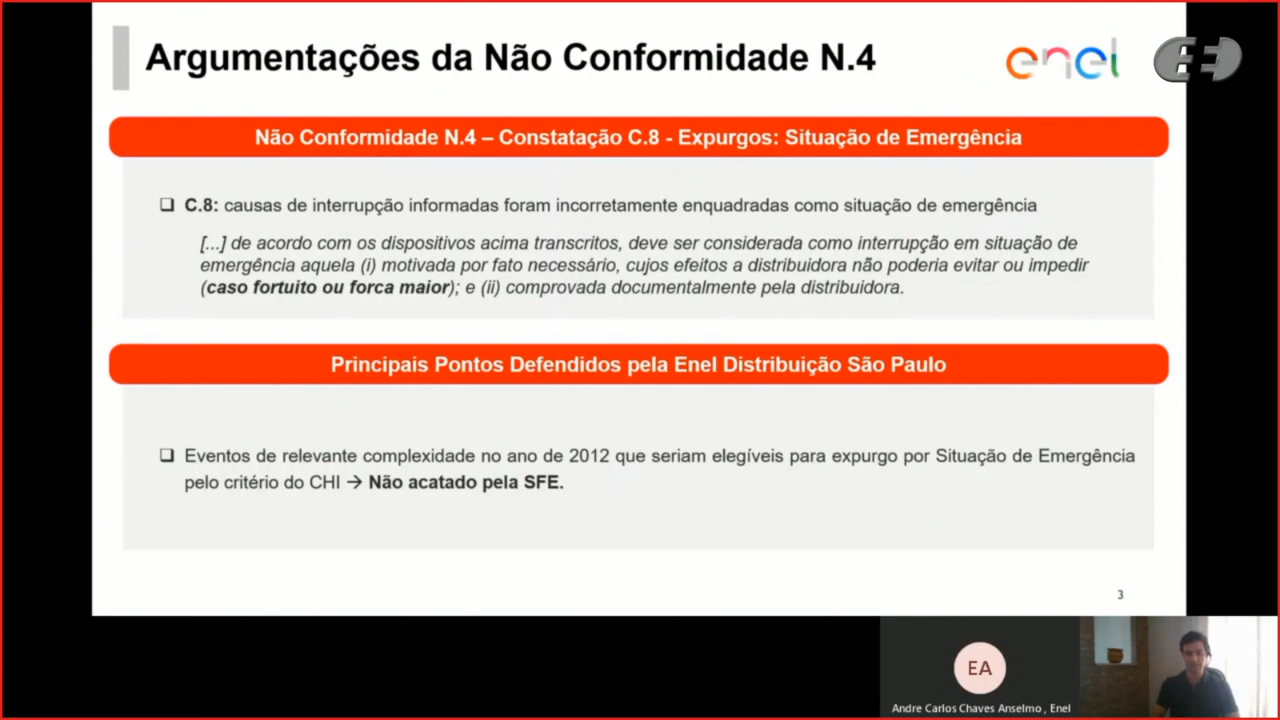 Argumentações da Não Conformidade N.4
enel
Não Conformidade N.4 – Constatação C.8 - Expurgos: Situação de Emergência
❑ C.8: causas de interrupção informadas foram incorretamente enquadradas como situação de emergência
[...] de acordo com os dispositivos acima transcritos, deve ser considerada como interrupção em situação de
emergência aquela (i) motivada por fato necessário, cujos efeitos a distribuidora não poderia evitar ou impedir
(caso fortuito ou forca maior); e (ii) comprovada documentalmente pela distribuidora.
Principais Pontos Defendidos pela Enel Distribuição São Paulo
❑ Eventos de relevante complexidade no ano de 2012 que seriam elegíveis para expurgo por Situação de Emergência
pelo critério do CHI → Não acatado pela SFE.
3
EA
Andre Carlos Chaves Anselmo , Enel